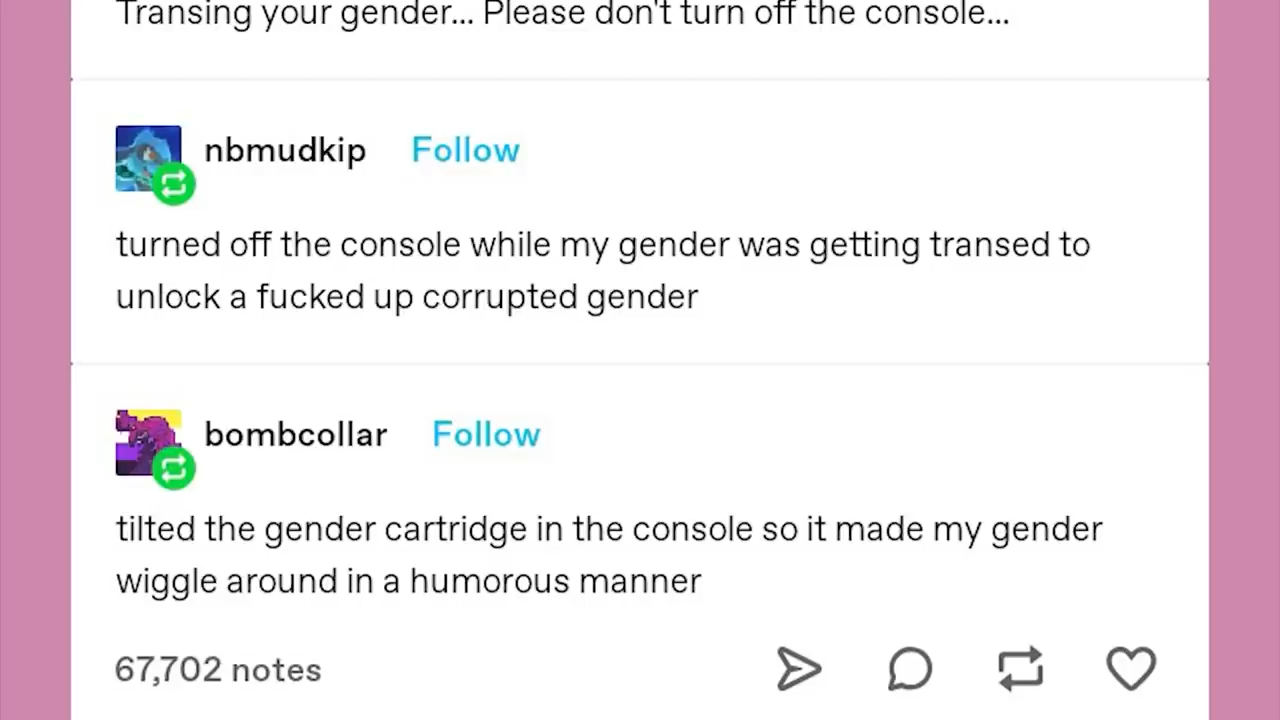 Transing your gender... Please don't turn off the console...
nbmudkip Follow
turned off the console while my gender was getting transed to
unlock a fucked up corrupted gender
bombcollar Follow
tilted the gender cartridge in the console so it made my gender
wiggle around in a humorous manner
67,702 notes